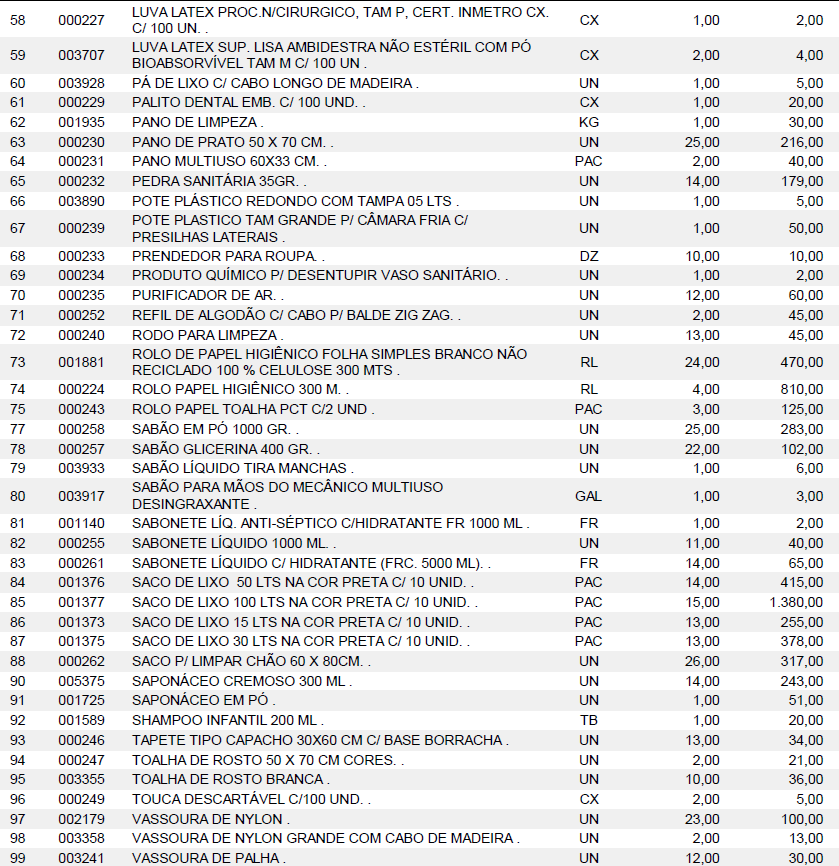 58 000227 LUVA LATEX PROC.N/CIRURGICO, TAM P, CERT. INMETRO CX. C/ 100 UN. . CX 1,00 2,00
59 003707 LUVA LATEX SUP. LISA AMBIDESTRA NÃO ESTÉRIL COM PÓ BIOABSORVÍVEL TAM M C/ 100 UN . CX 2,00 4,00
60 003928 PÁ DE LIXO C/ CABO LONGO DE MADEIRA . UN 1,00 5,00
61 000229 PALITO DENTAL EMB. C/ 100 UND. . CX 1,00 20,00
62 001935 PANO DE LIMPEZA . KG 1,00 30,00
63 000230 PANO DE PRATO 50 X 70 CM. . UN 25,00 216,00
64 000231 PANO MULTIUSO 60X33 CM. . PAC 2,00 40,00
65 000232 PEDRA SANITÁRIA 35GR. . UN 14,00 179,00
66 003890 POTE PLÁSTICO REDONDO COM TAMPA 05 LTS . UN 1,00 5,00
67 000239 POTE PLASTICO TAM GRANDE P/ CÂMARA FRIA C/ PRESILHAS LATERAIS . UN 1,00 50,00
68 000233 PRENDEDOR PARA ROUPA. . DZ 10,00 10,00
69 000234 PRODUTO QUÍMICO P/ DESENTUPIR VASO SANITÁRIO. . UN 1,00 2,00
70 000235 PURIFICADOR DE AR. . UN 12,00 60,00
71 000252 REFIL DE ALGODÃO C/ CABO P/ BALDE ZIG ZAG. . UN 2,00 45,00
72 000240 RODO PARA LIMPEZA . UN 13,00 45,00
73 001881 ROLO DE PAPEL HIGIÊNICO FOLHA SIMPLES BRANCO NÃO RECICLADO 100 % CELULOSE 300 MTS . RL 24,00 470,00
74 000224 ROLO PAPEL HIGIÊNICO 300 M. . RL 4,00 810,00
75 000243 ROLO PAPEL TOALHA PCT C/2 UND . PAC 3,00 125,00
77 000258 SABÃO EM PÓ 1000 GR. . UN 25,00 283,00
78 000257 SABÃO GLICERINA 400 GR. . UN 22,00 102,00
79 003933 SABÃO LÍQUIDO TIRA MANCHAS . UN 1,00 6,00
80 003917 SABÃO PARA MÃOS DO MECÂNICO MULTIUSO DESINGRAXANTE . GAL 1,00 3,00
81 001140 SABONETE LÍQ. ANTI-SÉPTICO C/HIDRATANTE FR 1000 ML . FR 1,00 2,00
82 000255 SABONETE LÍQUIDO 1000 ML. . UN 11,00 40,00
83 000261 SABONETE LÍQUIDO C/ HIDRATANTE (FRC. 5000 ML). . FR 14,00 65,00
84 001376 SACO DE LIXO 50 LTS NA COR PRETA C/ 10 UNID. . PAC 14,00 415,00
85 001377 SACO DE LIXO 100 LTS NA COR PRETA C/ 10 UNID. . PAC 15,00 1.380,00
86 001373 SACO DE LIXO 15 LTS NA COR PRETA C/ 10 UNID. . PAC 13,00 255,00
87 001375 SACO DE LIXO 30 LTS NA COR PRETA C/ 10 UNID. . PAC 13,00 378,00
88 000262 SACO P/ LIMPAR CHÃO 60 X 80CM. . UN 26,00 317,00
90 005375 SAPONÁCEO CREMOSO 300 ML . UN 14,00 243,00
91 001725 SAPONÁCEO EM PÓ . UN 1,00 51,00
92 001589 SHAMPOO INFANTIL 200 ML . TB 1,00 20,00
93 000246 TAPETE TIPO CAPACHO 30X60 CM C/ BASE BORRACHA . UN 13,00 34,00
94 000247 TOALHA DE ROSTO 50 X 70 CM CORES. . UN 2,00 21,00
95 003355 TOALHA DE ROSTO BRANCA . UN 10,00 36,00
96 000249 TOUCA DESCARTÁVEL C/100 UND. . CX 2,00 5,00
97 002179 VASSOURA DE NYLON . UN 23,00 100,00
98 003358 VASSOURA DE NYLON GRANDE COM CABO DE MADEIRA . UN 2,00 13,00
99 003241 VASSOURA DE PALHA . UN 12,00 30,00